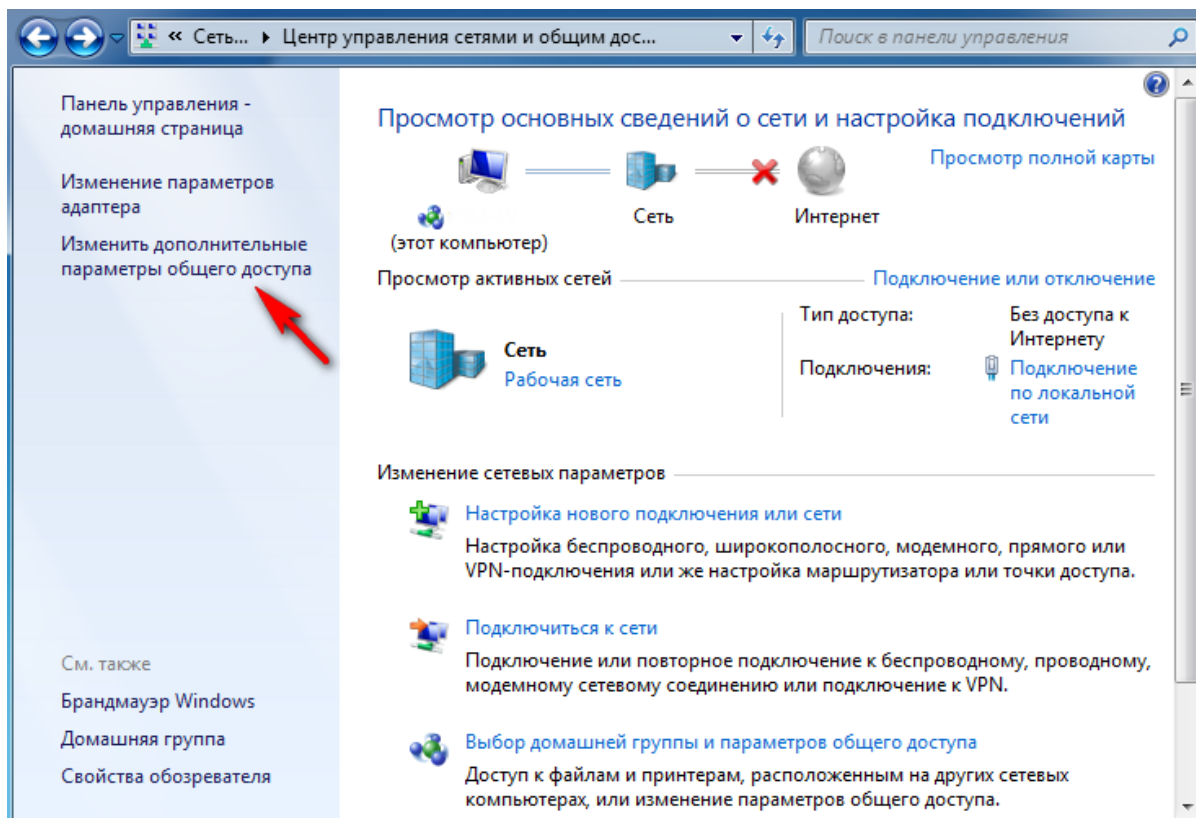 « Сеть... ▸ Центр управления сетями и общим дос...
Поиск в панели управления
Панель управления -
домашняя страница
Изменение параметров
адаптера
Изменить дополнительные
параметры общего доступа
См. также
Брандмауэр Windows
Домашняя группа
Свойства обозревателя
Просмотр основных сведений о сети и настройка подключений
Просмотр полной карты
(этот компьютер)
Сеть
Интернет
Просмотр активных сетей
Подключение или отключение
Сеть
Рабочая сеть
Тип доступа:
Без доступа к
Интернету
Подключения:
Подключение
по локальной
сети
Изменение сетевых параметров
Настройка нового подключения или сети
Настройка беспроводного, широкополосного, модемного, прямого или
VPN-подключения или же настройка маршрутизатора или точки доступа.
Подключиться к сети
Подключение или повторное подключение к беспроводному, проводному,
модемному сетевому соединению или подключение к VPN.
Выбор домашней группы и параметров общего доступа
Доступ к файлам и принтерам, расположенным на других сетевых
компьютерах, или изменение параметров общего доступа.